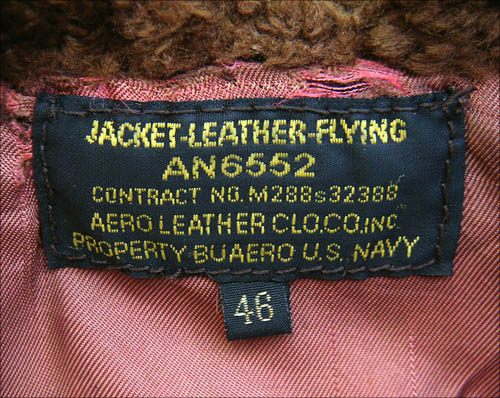 JACKET-LEATHER-FLYING
AN6552
CONTRACT NO. M288s32388
AERO LEATHER CLO.CO.,INC.
PROPERTY BUAERO U.S. NAVY
46